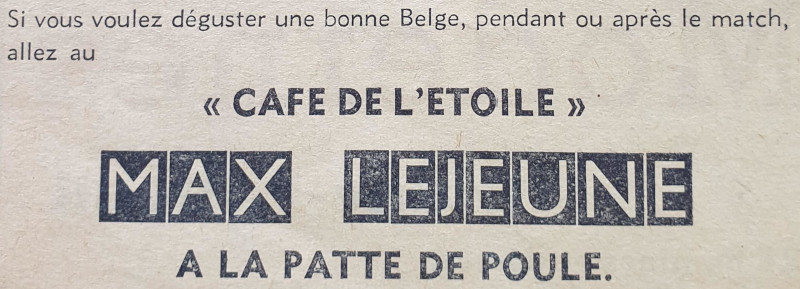 Si vous voulez déguster une bonne Belge, pendant ou après le match,
allez au
« CAFE DE L'ETOILE »
MAX LEJEUNE
A LA PATTE DE POULE.